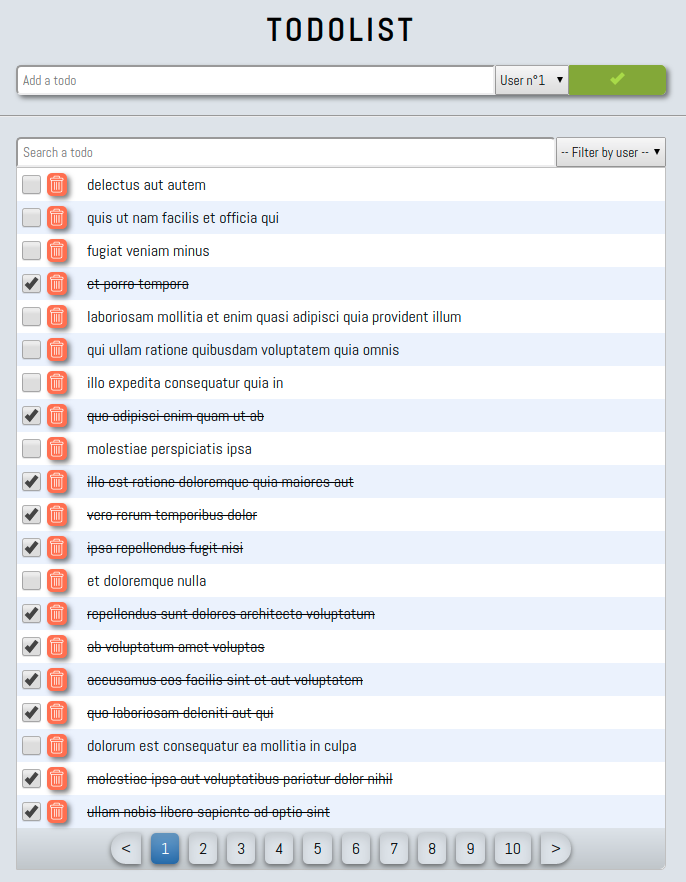 TODOLIST
Add a todo User n°1
Search a todo -- Filter by user --
delectus aut autem
quis ut nam facilis et officia qui
fugiat veniam minus
et porro tempora
laboriosam mollitia et enim quasi adipisci quia provident illum
qui ullam ratione quibusdam voluptatem quia omnis
illo expedita consequatur quia in
quo adipisci enim quam ut ab
molestiae perspiciatis ipsa
illo est ratione doloremque quia maiores aut
vero rerum temporibus dolor
ipsa repellendus fugit nisi
et doloremque nulla
repellendus sunt dolores architecto voluptatum
ab voluptatum amet voluptas
accusamus eos facilis sint et aut voluptatem
quo laboriosam deleniti aut qui
dolorum est consequatur ea mollitia in culpa
molestiae ipsa aut voluptatibus pariatur dolor nihil
ullam nobis libero sapiente ad optio sint
< 1 2 3 4 5 6 7 8 9 10 >